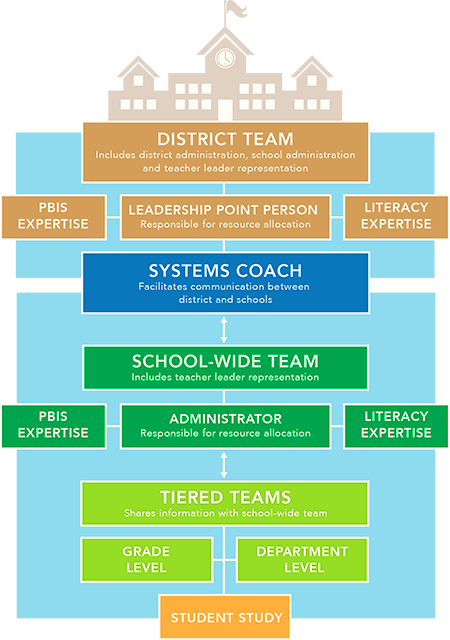 DISTRICT TEAM
Includes district administration, school administration
and teacher leader representation
PBIS
EXPERTISE
LEADERSHIP POINT PERSON
Responsible for resource allocation
LITERACY
EXPERTISE
SYSTEMS COACH
Facilitates communication between
district and schools
SCHOOL-WIDE TEAM
Includes teacher leader representation
PBIS
EXPERTISE
ADMINISTRATOR
Responsible for resource allocation
LITERACY
EXPERTISE
TIERED TEAMS
Shares information with school-wide team
GRADE
LEVEL
DEPARTMENT
LEVEL
STUDENT STUDY